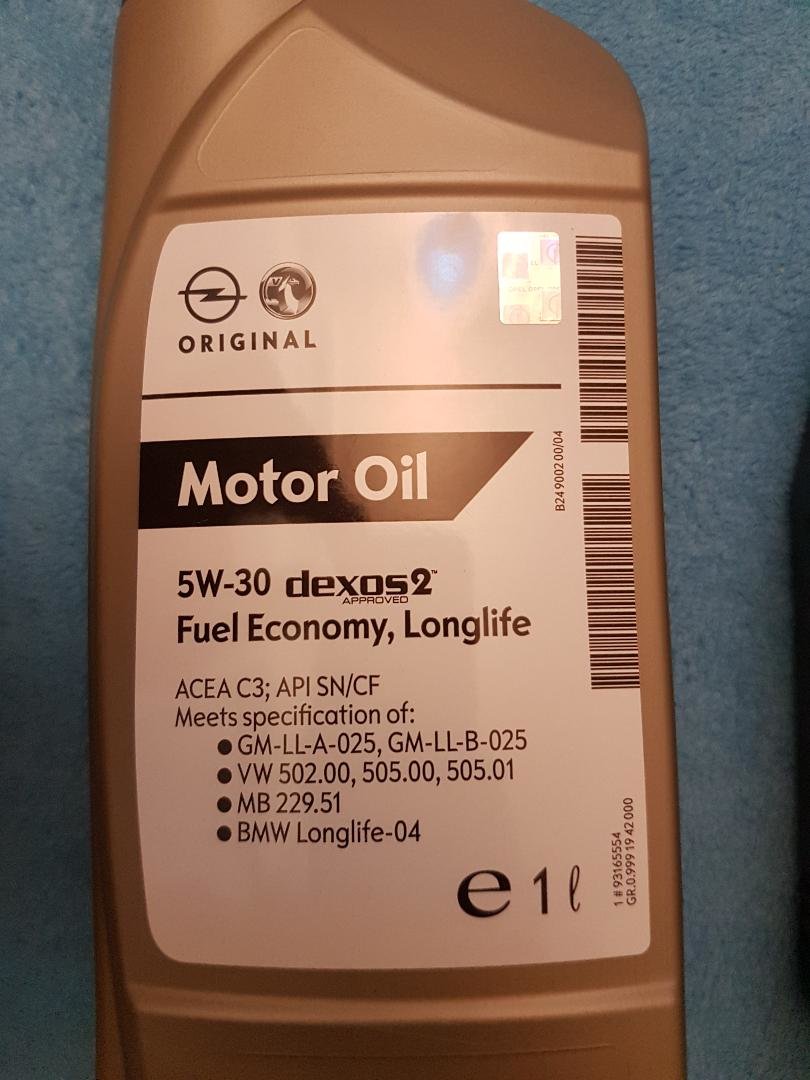 ORIGINAL
Motor Oil
5W-30 dexos2™
APPROVED
Fuel Economy, Longlife
ACEA C3; API SN/CF
Meets specification of:
● GM-LL-A-025, GM-LL-B-025
● VW 502.00, 505.00, 505.01
● MB 229.51
● BMW Longlife-04
e 1 ℓ
B24 900 200/04
1 # 93165554
GR.0.999 19 42 000